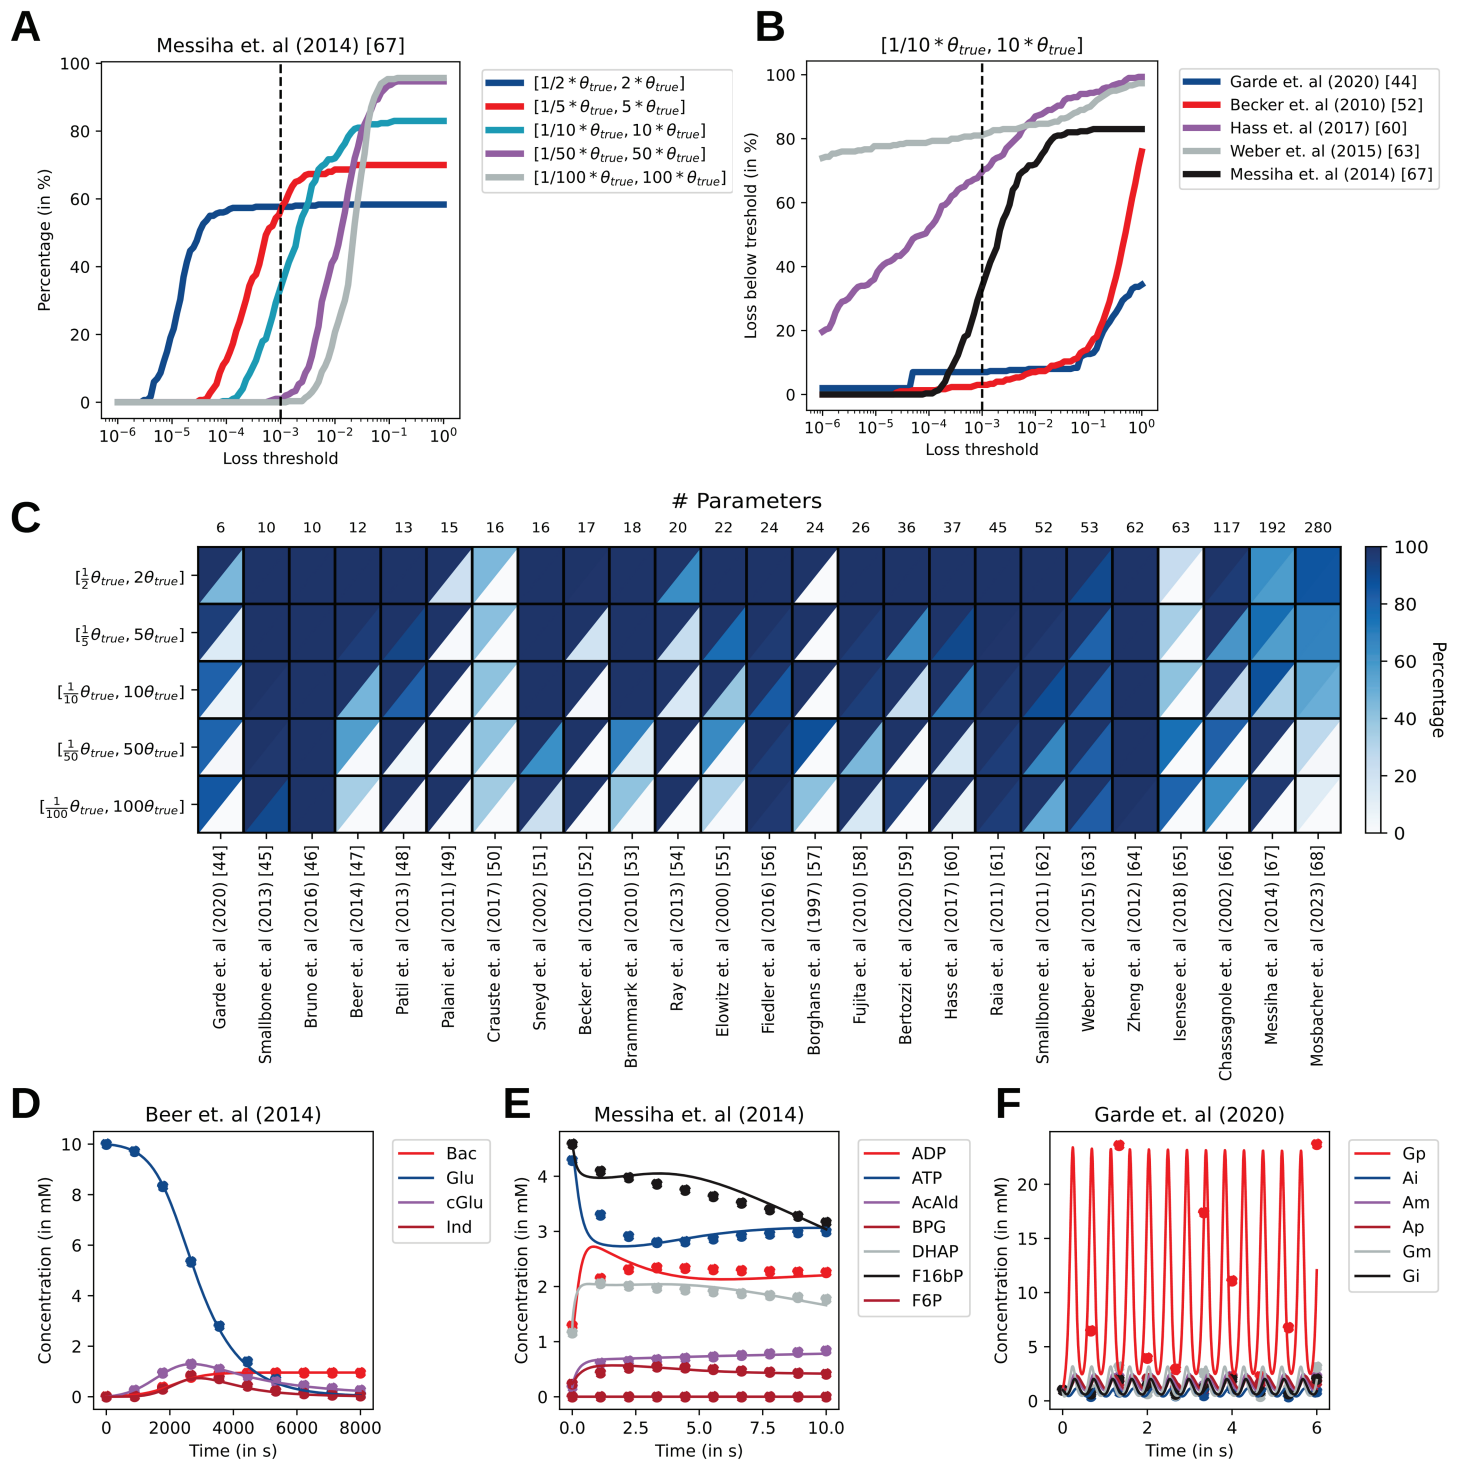 A
Messiha et. al (2014) [67]
Percentage (in %)
100
80
60
40
20
0
10⁻⁶ 10⁻⁵ 10⁻⁴ 10⁻³ 10⁻² 10⁻¹ 10⁰
Loss threshold
[1/2 * θtrue, 2 * θtrue]
[1/5 * θtrue, 5 * θtrue]
[1/10 * θtrue, 10 * θtrue]
[1/50 * θtrue, 50 * θtrue]
[1/100 * θtrue, 100 * θtrue]
B
[1/10 * θtrue, 10 * θtrue]
Loss below treshold (in %)
100
80
60
40
20
0
10⁻⁶ 10⁻⁵ 10⁻⁴ 10⁻³ 10⁻² 10⁻¹ 10⁰
Loss threshold
Garde et. al (2020) [44]
Becker et. al (2010) [52]
Hass et. al (2017) [60]
Weber et. al (2015) [63]
Messiha et. al (2014) [67]
C
# Parameters
6 10 10 12 13 15 16 16 17 18 20 22 24 24 26 36 37 45 52 53 62 63 117 192 280
[1/2 θtrue, 2θtrue]
[1/5 θtrue, 5θtrue]
[1/10 θtrue, 10θtrue]
[1/50 θtrue, 50θtrue]
[1/100 θtrue, 100θtrue]
100
80
60
40
20
0
Percentage
Garde et. al (2020) [44]
Smallbone et. al (2013) [45]
Bruno et. al (2016) [46]
Beer et. al (2014) [47]
Patil et. al (2013) [48]
Palani et. al (2011) [49]
Crauste et. al (2017) [50]
Sneyd et. al (2002) [51]
Becker et. al (2010) [52]
Brannmark et. al (2010) [53]
Ray et. al (2013) [54]
Elowitz et. al (2000) [55]
Fiedler et. al (2016) [56]
Borghans et. al (1997) [57]
Fujita et. al (2010) [58]
Bertozzi et. al (2020) [59]
Hass et. al (2017) [60]
Raia et. al (2011) [61]
Smallbone et. al (2011) [62]
Weber et. al (2015) [63]
Zheng et. al (2012) [64]
Isensee et. al (2018) [65]
Chassagnole et. al (2002) [66]
Messiha et. al (2014) [67]
Mosbacher et. al (2023) [68]
D
Beer et. al (2014)
Concentration (in mM)
10
8
6
4
2
0
0 2000 4000 6000 8000
Time (in s)
Bac
Glu
cGlu
Ind
E
Messiha et. al (2014)
Concentration (in mM)
4
3
2
1
0
0.0 2.5 5.0 7.5 10.0
Time (in s)
ADP
ATP
AcAld
BPG
DHAP
F16bP
F6P
F
Garde et. al (2020)
Concentration (in mM)
20
15
10
5
0
0 2 4 6
Time (in s)
Gp
Ai
Am
Ap
Gm
Gi